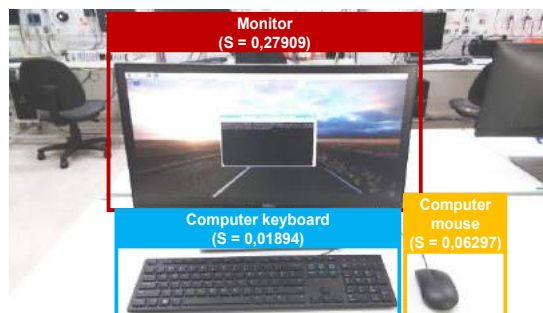 Monitor
(S = 0,27909)
Computer keyboard
(S = 0,01894)
Computer
mouse
(S = 0,06297)